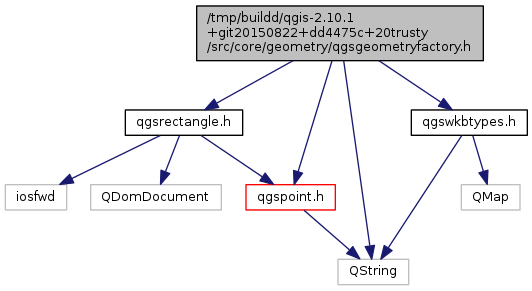 /tmp/buildd/qgis-2.10.1
+git20150822+dd4475c+20trusty
/src/core/geometry/qgsgeometryfactory.h
qgsrectangle.h
qgswkbtypes.h
iosfwd
QDomDocument
qgspoint.h
QMap
QString